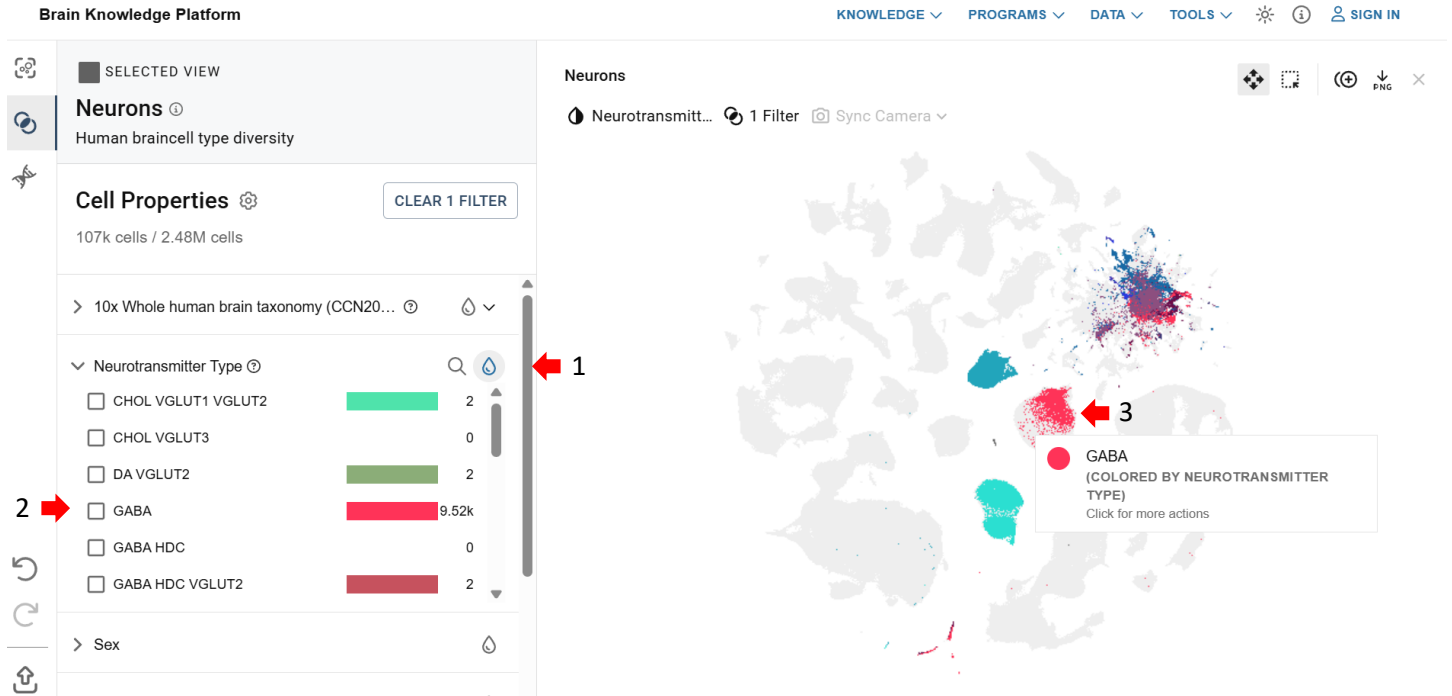 Brain Knowledge Platform
KNOWLEDGE PROGRAMS DATA TOOLS SIGN IN
SELECTED VIEW
Neurons
Human braincell type diversity
Cell Properties
CLEAR 1 FILTER
107k cells / 2.48M cells
10x Whole human brain taxonomy (CCN20...
Neurotransmitter Type
1
CHOL VGLUT1 VGLUT2 2
CHOL VGLUT3 0
DA VGLUT2 2
2
GABA 9.52k
GABA HDC 0
GABA HDC VGLUT2 2
Sex
Neurons
PNG
Neurotransmitt... 1 Filter Sync Camera
3
GABA
(COLORED BY NEUROTRANSMITTER
TYPE)
Click for more actions